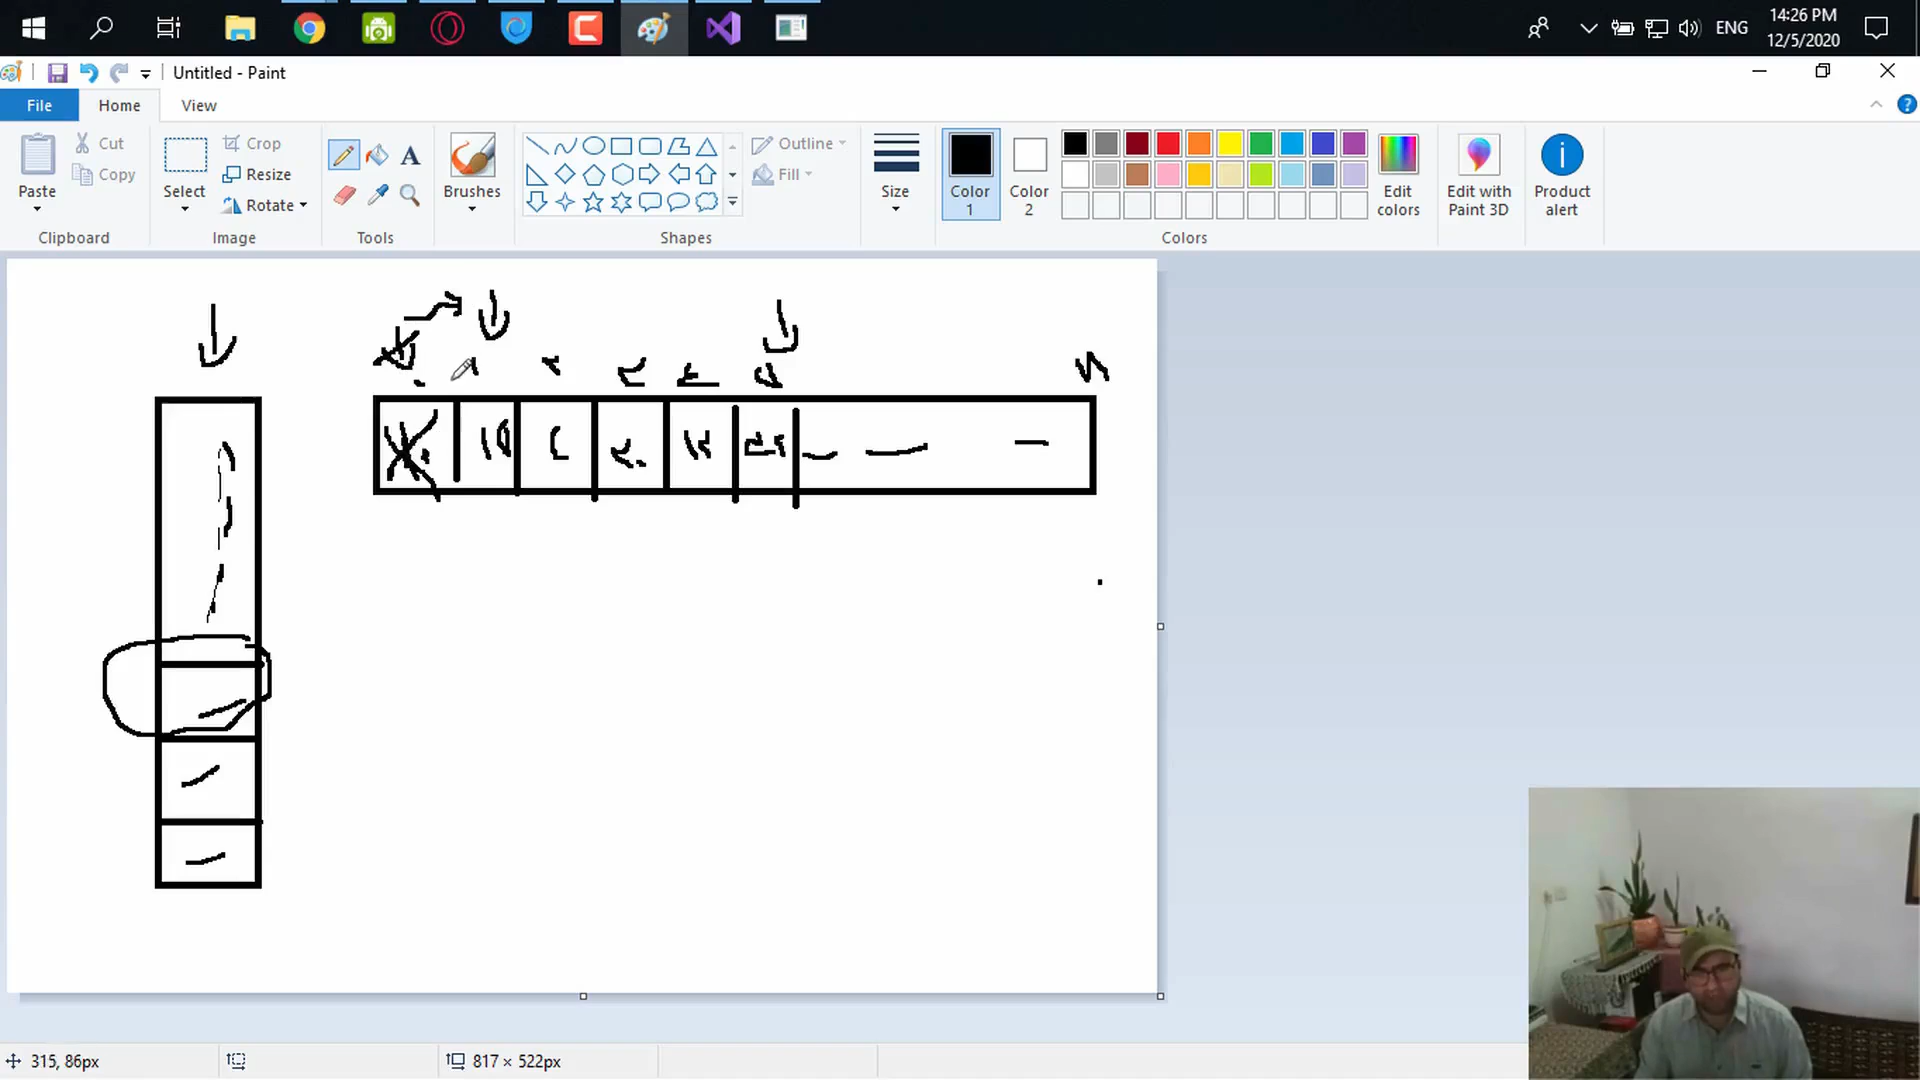 14:26 PM
ENG
12/5/2020
Untitled - Paint
File Home View
Cut
Copy
Paste
Clipboard
Crop
Resize
Rotate
Select
Image
Tools
Brushes
Outline
Fill
Shapes
Size
Color 1
Color 2
Edit colors
Colors
Edit with Paint 3D
Product alert
315, 86px
817 × 522px